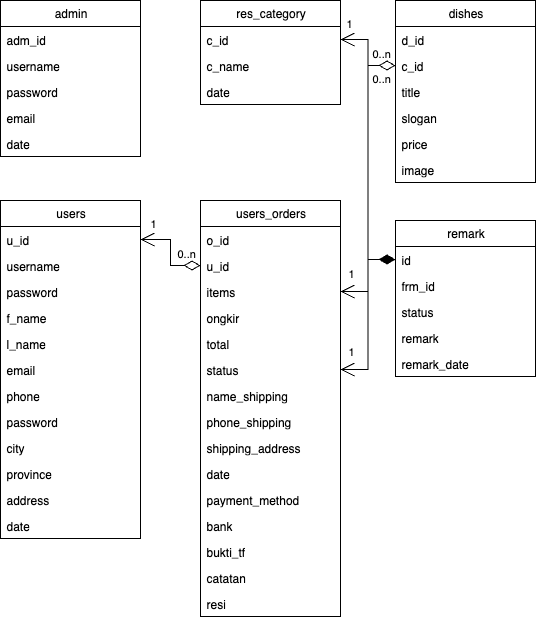 admin
adm_id
username
password
email
date
res_category
c_id
c_name
date
1
0..n
0..n
dishes
d_id
c_id
title
slogan
price
image
users
u_id
username
password
f_name
l_name
email
phone
password
city
province
address
date
1
0..n
users_orders
o_id
u_id
items
ongkir
total
status
name_shipping
phone_shipping
shipping_address
date
payment_method
bank
bukti_tf
catatan
resi
1
1
remark
id
frm_id
status
remark
remark_date